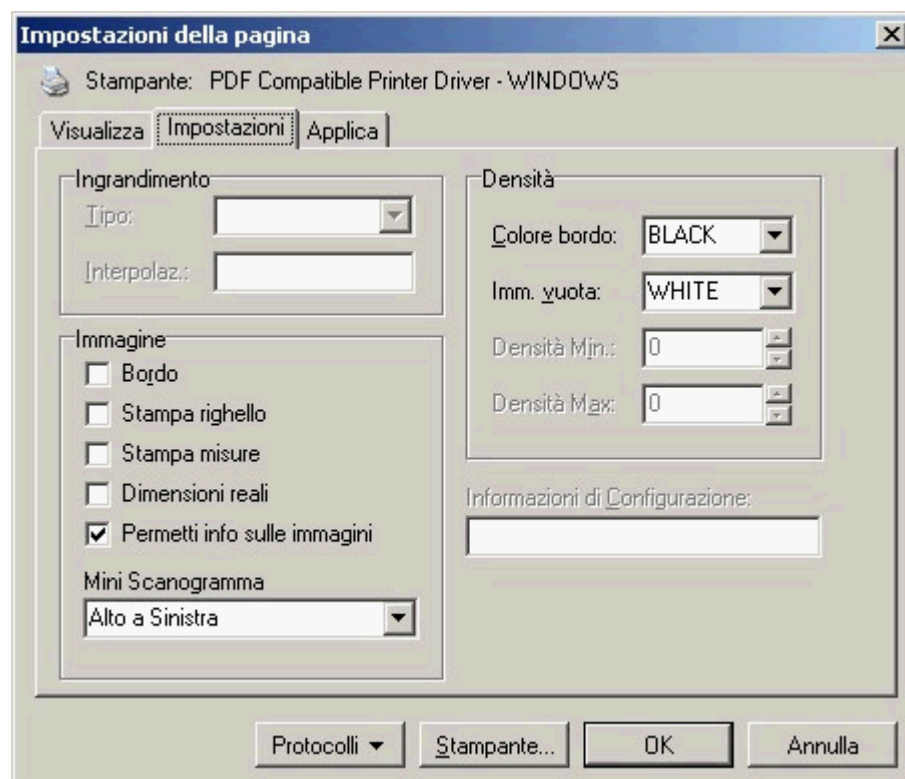 Impostazioni della pagina
Stampante: PDF Compatible Printer Driver - WINDOWS
Visualizza Impostazioni Applica
Ingrandimento
Tipo:
Interpolaz.:
Densità
Colore bordo: BLACK
Imm. vuota: WHITE
Densità Min.: 0
Densità Max: 0
Immagine
Bordo
Stampa righello
Stampa misure
Dimensioni reali
Permetti info sulle immagini
Mini Scanogramma
Alto a Sinistra
Informazioni di Configurazione:
Protocolli Stampante... OK Annulla